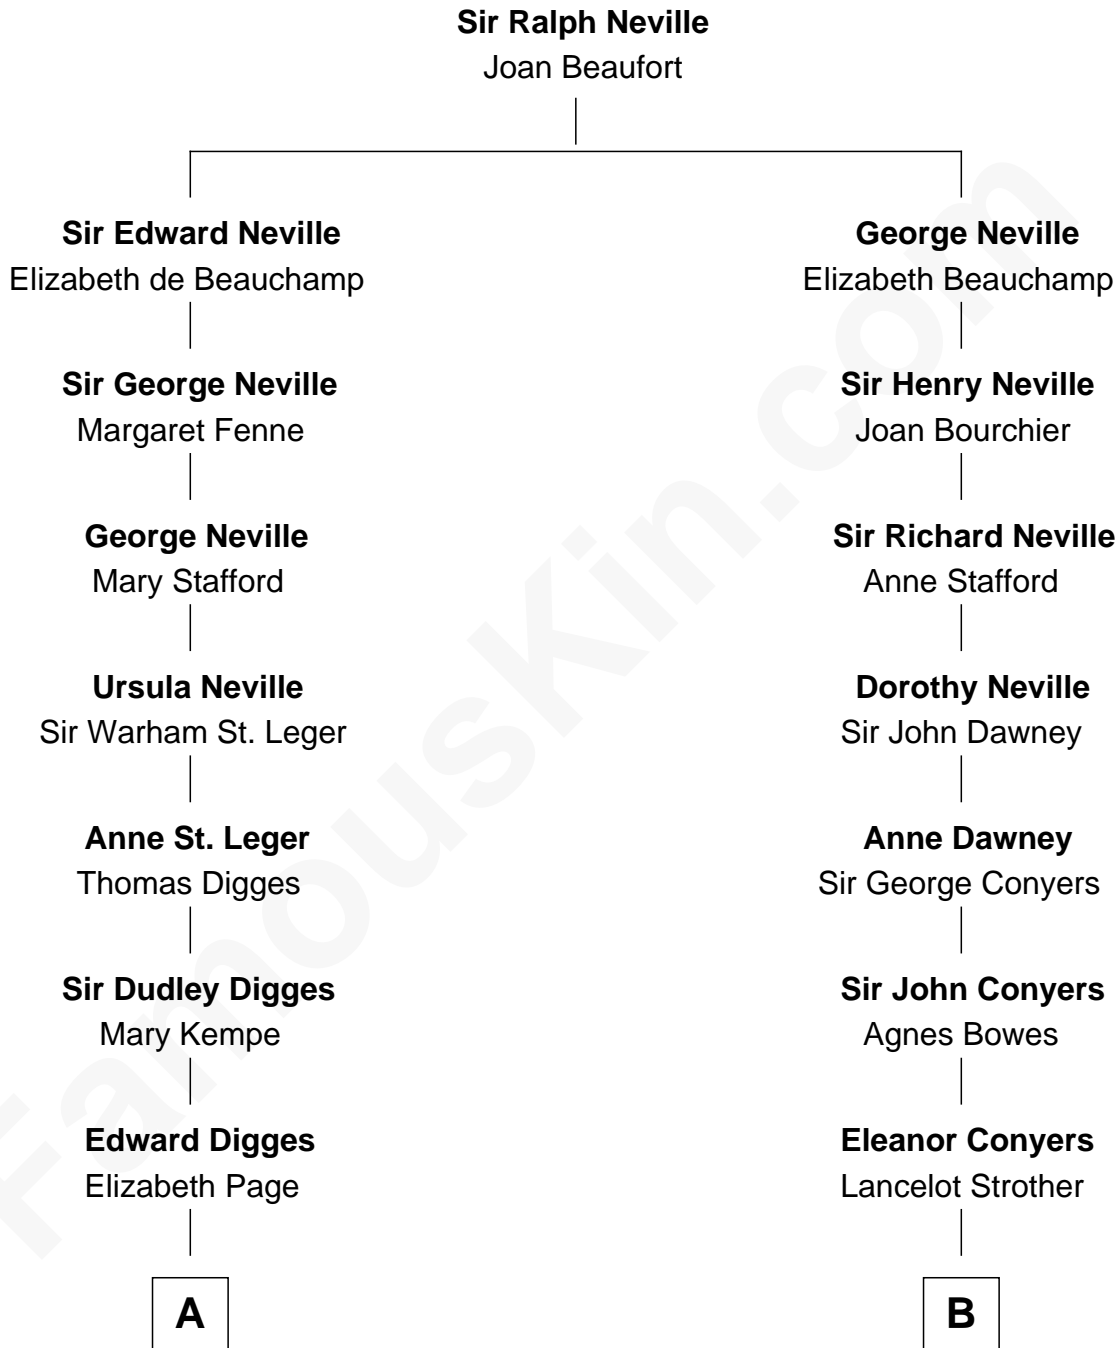 Sir Ralph Neville
Joan Beaufort
Sir Edward Neville
Elizabeth de Beauchamp
George Neville
Elizabeth Beauchamp
Sir George Neville
Margaret Fenne
Sir Henry Neville
Joan Bourchier
George Neville
Mary Stafford
Sir Richard Neville
Anne Stafford
Ursula Neville
Sir Warham St. Leger
Dorothy Neville
Sir John Dawney
Anne St. Leger
Thomas Digges
Anne Dawney
Sir George Conyers
Sir Dudley Digges
Mary Kempe
Sir John Conyers
Agnes Bowes
Edward Digges
Elizabeth Page
Eleanor Conyers
Lancelot Strother
A
B
FamousKin.com